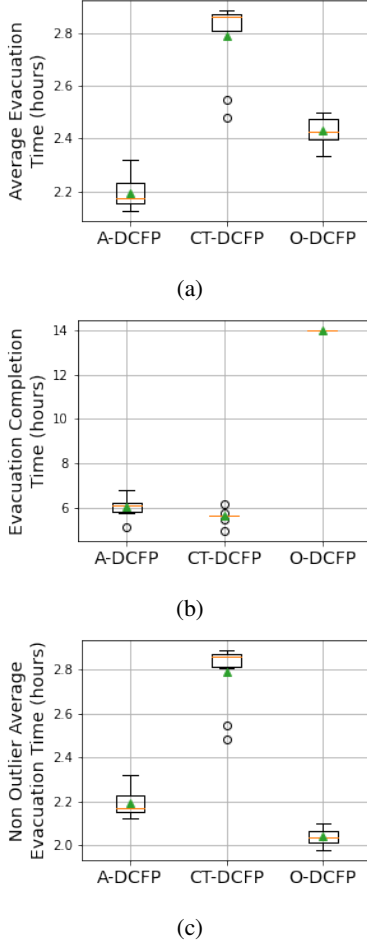 Average Evacuation
Time (hours)
2.8
2.6
2.4
2.2
A-DCFP CT-DCFP O-DCFP
(a)
Evacuation Completion
Time (hours)
14
12
10
8
6
A-DCFP CT-DCFP O-DCFP
(b)
Non Outlier Average
Evacuation Time (hours)
2.8
2.6
2.4
2.2
2.0
A-DCFP CT-DCFP O-DCFP
(c)